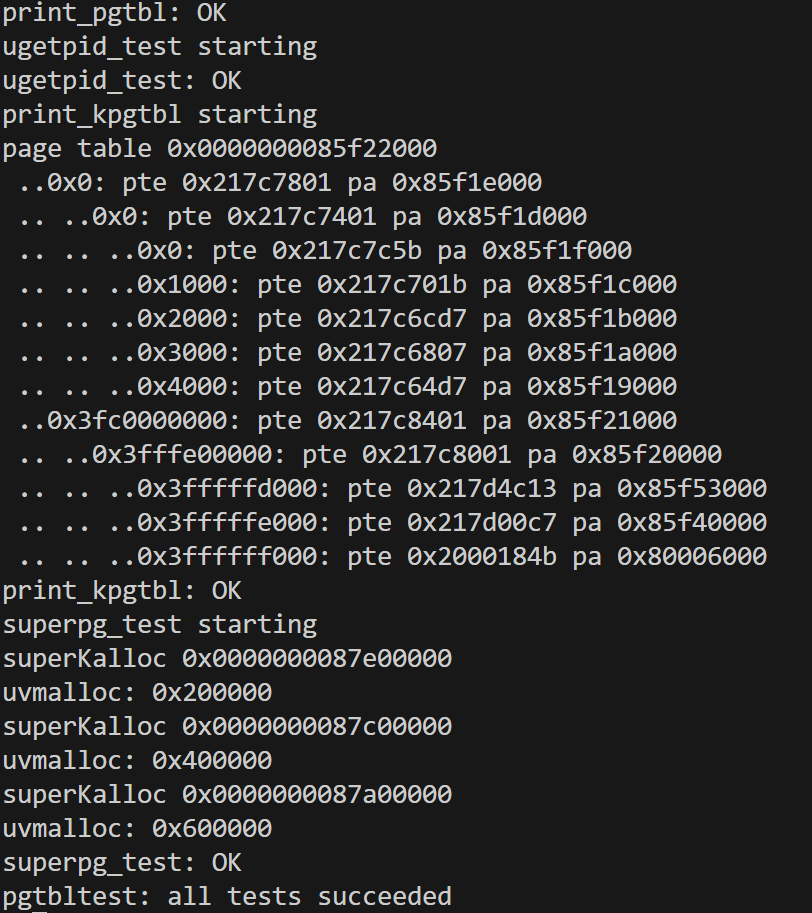 print_pgtbl: OK
ugetpid_test starting
ugetpid_test: OK
print_kpgtbl starting
page table 0x0000000085f22000
 ..0x0: pte 0x217c7801 pa 0x85f1e000
 .. ..0x0: pte 0x217c7401 pa 0x85f1d000
 .. .. ..0x0: pte 0x217c7c5b pa 0x85f1f000
 .. .. ..0x1000: pte 0x217c701b pa 0x85f1c000
 .. .. ..0x2000: pte 0x217c6cd7 pa 0x85f1b000
 .. .. ..0x3000: pte 0x217c6807 pa 0x85f1a000
 .. .. ..0x4000: pte 0x217c64d7 pa 0x85f19000
 ..0x3fc0000000: pte 0x217c8401 pa 0x85f21000
 .. ..0x3fffe00000: pte 0x217c8001 pa 0x85f20000
 .. .. ..0x3fffffd000: pte 0x217d4c13 pa 0x85f53000
 .. .. ..0x3fffffe000: pte 0x217d00c7 pa 0x85f40000
 .. .. ..0x3ffffff000: pte 0x2000184b pa 0x80006000
print_kpgtbl: OK
superpg_test starting
superKalloc 0x0000000087e00000
uvmalloc: 0x200000
superKalloc 0x0000000087c00000
uvmalloc: 0x400000
superKalloc 0x0000000087a00000
uvmalloc: 0x600000
superpg_test: OK
pgtbltest: all tests succeeded